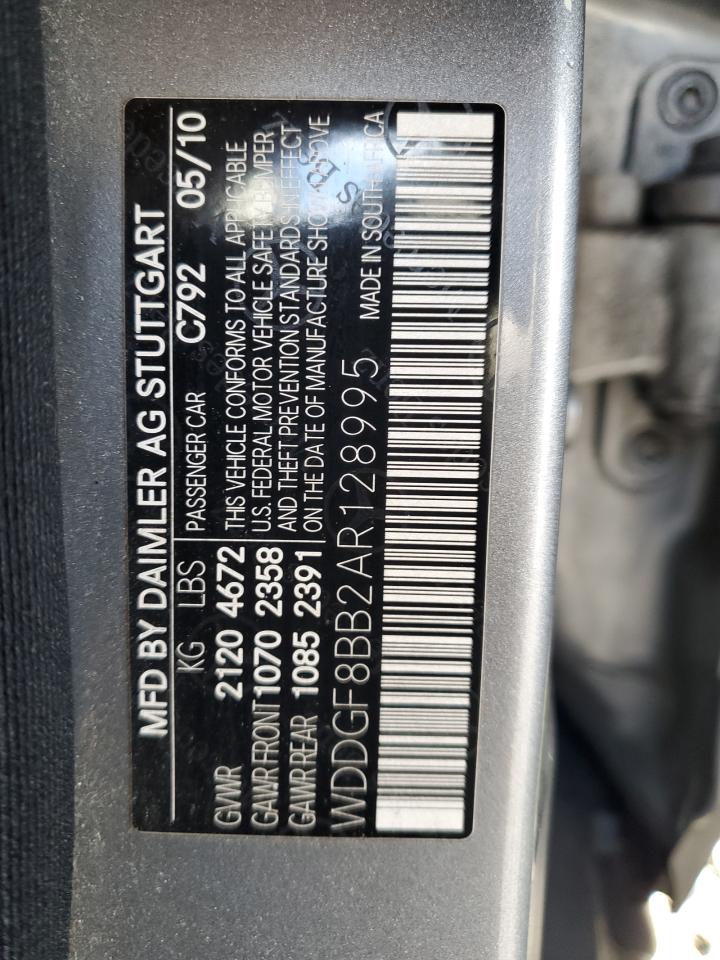 MFD BY DAIMLER AG STUTTGART
KG LBS PASSENGER CAR C792 05/10
GVWR 2120 4672 THIS VEHICLE CONFORMS TO ALL APPLICABLE
GAWR FRONT 1070 2358 U.S. FEDERAL MOTOR VEHICLE SAFETY BUMPER
GAWR REAR 1085 2391 AND THEFT PREVENTION STANDARDS IN EFFECT
ON THE DATE OF MANUFACTURE SHOWN ABOVE
WDDGF8BB2AR128995 MADE IN SOUTH AFRICA